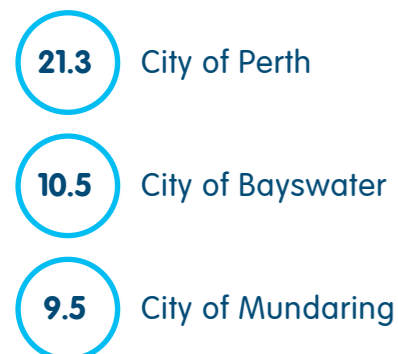 21.3 City of Perth
10.5 City of Bayswater
9.5 City of Mundaring